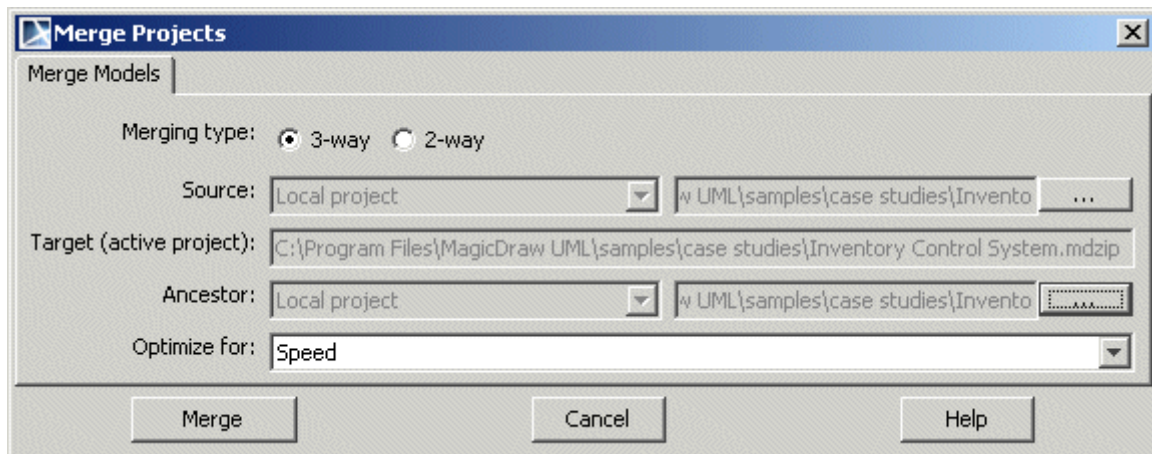 Merge Projects
Merge Models
Merging type: 3-way 2-way
Source: Local project w UML\samples\case studies\Invento ...
Target (active project): C:\Program Files\MagicDraw UML\samples\case studies\Inventory Control System.mdzip
Ancestor: Local project w UML\samples\case studies\Invento ...
Optimize for: Speed
Merge Cancel Help